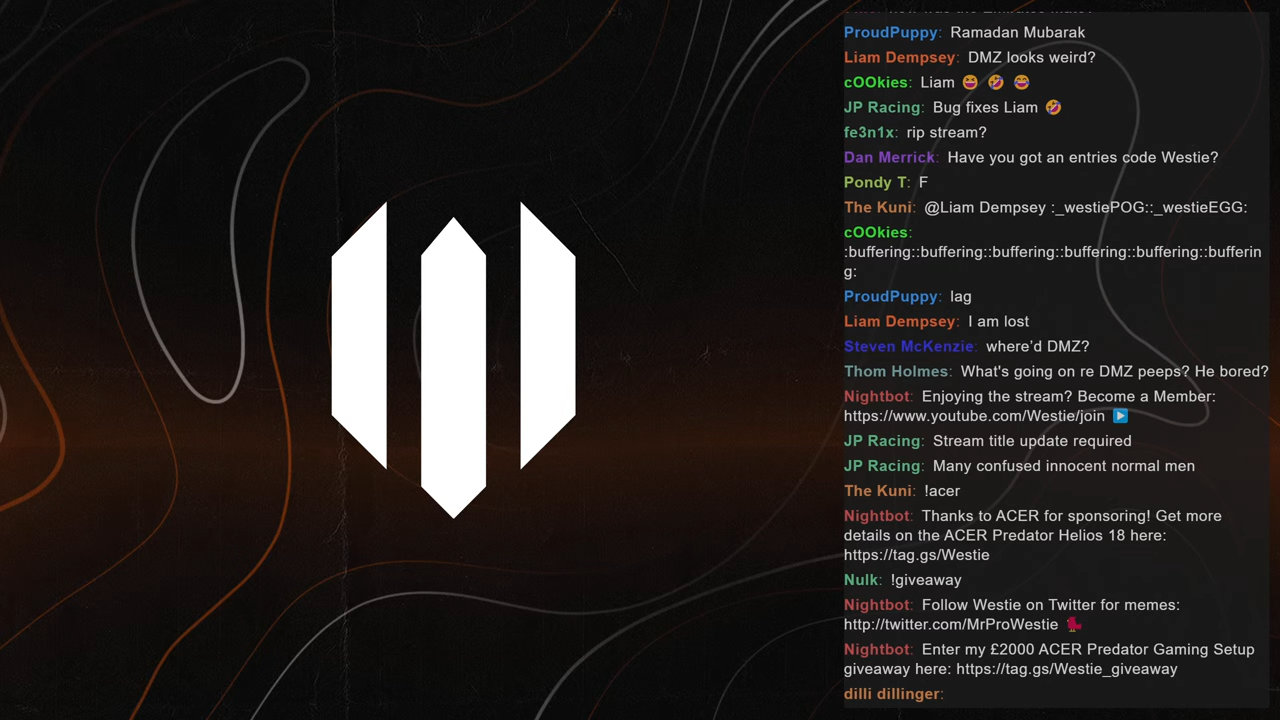 ProudPuppy: Ramadan Mubarak
Liam Dempsey: DMZ looks weird?
cOOkies: Liam 😆 🤣 😂
JP Racing: Bug fixes Liam 🤣
fe3n1x: rip stream?
Dan Merrick: Have you got an entries code Westie?
Pondy T: F
The Kuni: @Liam Dempsey :_westiePOG::_westieEGG:
cOOkies:
:buffering::buffering::buffering::buffering::buffering::bufferin
g:
ProudPuppy: lag
Liam Dempsey: I am lost
Steven McKenzie: where'd DMZ?
Thom Holmes: What's going on re DMZ peeps? He bored?
Nightbot: Enjoying the stream? Become a Member:
https://www.youtube.com/Westie/join ▶️
JP Racing: Stream title update required
JP Racing: Many confused innocent normal men
The Kuni: !acer
Nightbot: Thanks to ACER for sponsoring! Get more
details on the ACER Predator Helios 18 here:
https://tag.gs/Westie
Nulk: !giveaway
Nightbot: Follow Westie on Twitter for memes:
http://twitter.com/MrProWestie 🦤
Nightbot: Enter my £2000 ACER Predator Gaming Setup
giveaway here: https://tag.gs/Westie_giveaway
dilli dillinger: